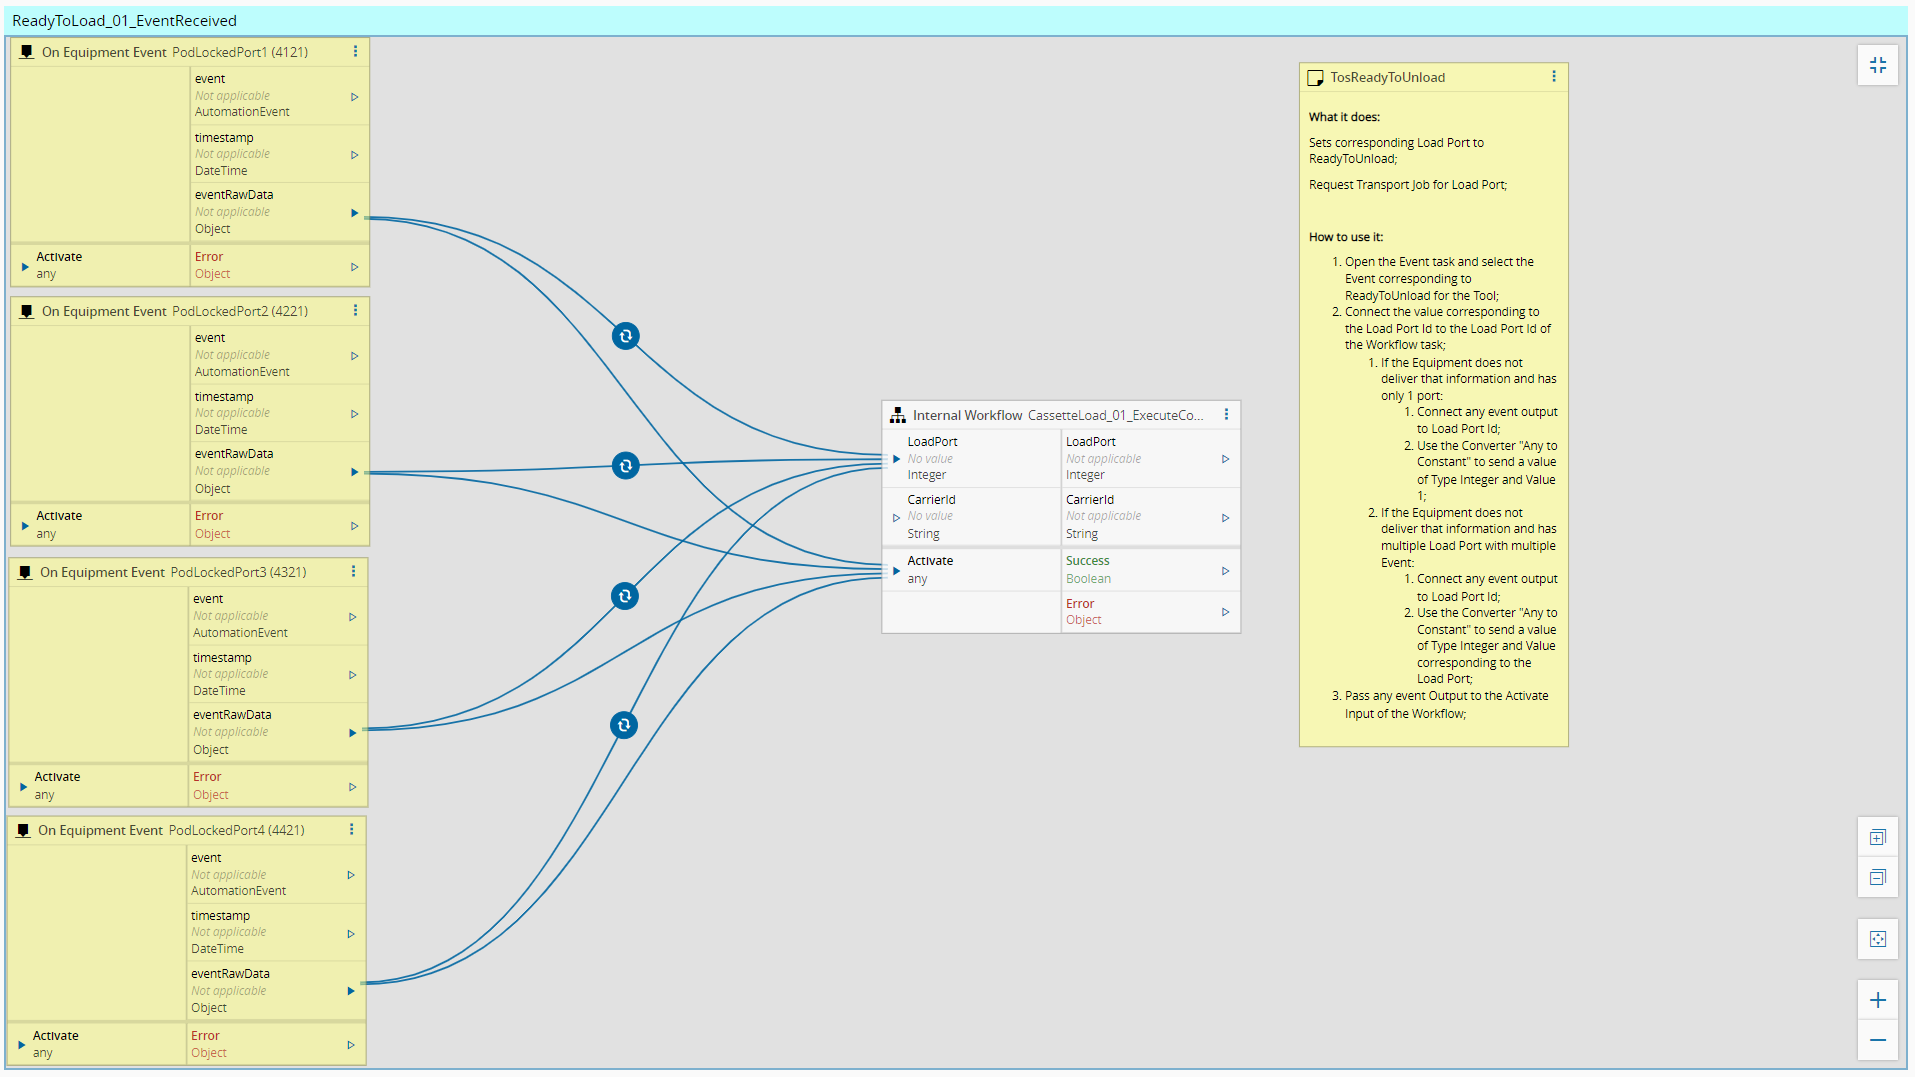 ReadyToLoad_01_EventReceived
On Equipment Event PodLockedPort1 (4121)
event
Not applicable
AutomationEvent
timestamp
Not applicable
DateTime
eventRawData
Not applicable
Object
Activate
any
Error
Object
On Equipment Event PodLockedPort2 (4221)
event
Not applicable
AutomationEvent
timestamp
Not applicable
DateTime
eventRawData
Not applicable
Object
Activate
any
Error
Object
On Equipment Event PodLockedPort3 (4321)
event
Not applicable
AutomationEvent
timestamp
Not applicable
DateTime
eventRawData
Not applicable
Object
Activate
any
Error
Object
On Equipment Event PodLockedPort4 (4421)
event
Not applicable
AutomationEvent
timestamp
Not applicable
DateTime
eventRawData
Not applicable
Object
Activate
any
Error
Object
Internal Workflow CassetteLoad_01_ExecuteCo...
LoadPort
No value
Integer
LoadPort
Not applicable
Integer
CarrierId
No value
String
CarrierId
Not applicable
String
Activate
any
Success
Boolean
Error
Object
TosReadyToUnload
What it does:
Sets corresponding Load Port to
ReadyToUnload;
Request Transport Job for Load Port;
How to use it:
1. Open the Event task and select the
Event corresponding to
ReadyToUnload for the Tool;
2. Connect the value corresponding to
the Load Port Id to the Load Port Id of
the Workflow task;
1. If the Equipment does not
deliver that information and has
only 1 port:
1. Connect any event output
to Load Port Id;
2. Use the Converter "Any to
Constant" to send a value
of Type Integer and Value
1;
2. If the Equipment does not
deliver that information and has
multiple Load Port with multiple
Event:
1. Connect any event output
to Load Port Id;
2. Use the Converter "Any to
Constant" to send a value
of Type Integer and Value
corresponding to the
Load Port;
3. Pass any event Output to the Activate
Input of the Workflow;